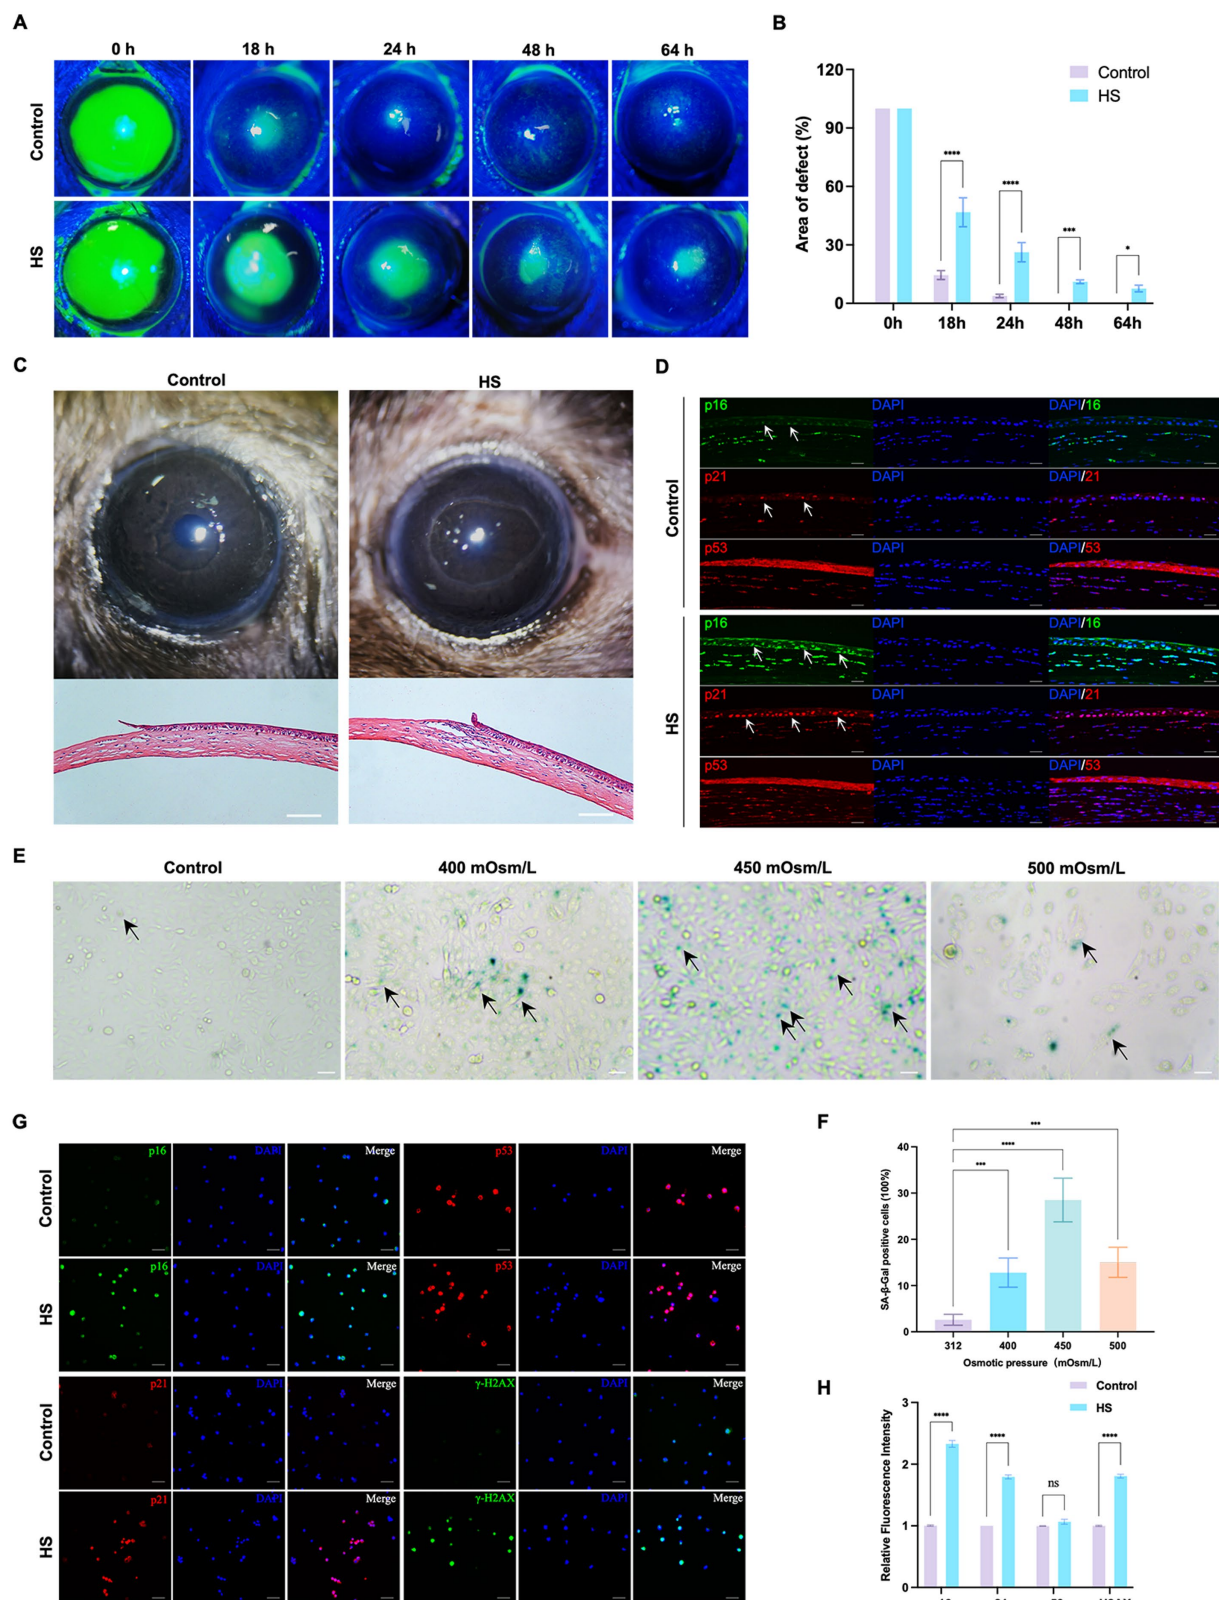 A
0 h 18 h 24 h 48 h 64 h
Control
HS
B
Control
HS
Area of defect (%)
120
90
60
30
0
**** **** *** *
0h 18h 24h 48h 64h
C
Control HS
D
Control
p16 DAPI DAPI/16
p21 DAPI DAPI/21
p53 DAPI DAPI/53
HS
p16 DAPI DAPI/16
p21 DAPI DAPI/21
p53 DAPI DAPI/53
E
Control 400 mOsm/L 450 mOsm/L 500 mOsm/L
G
Control
p16 DAPI Merge p53 DAPI Merge
HS
p16 DAPI Merge p53 DAPI Merge
Control
p21 DAPI Merge γ-H2AX DAPI Merge
HS
p21 DAPI Merge γ-H2AX DAPI Merge
F
SA-β-Gal positive cells (100%)
40
30
20
10
0
***
****
***
312 400 450 500
Osmotic pressure (mOsm/L)
H
Control
HS
Relative Fluorescence Intensity
3
2
1
0
**** **** ns ****